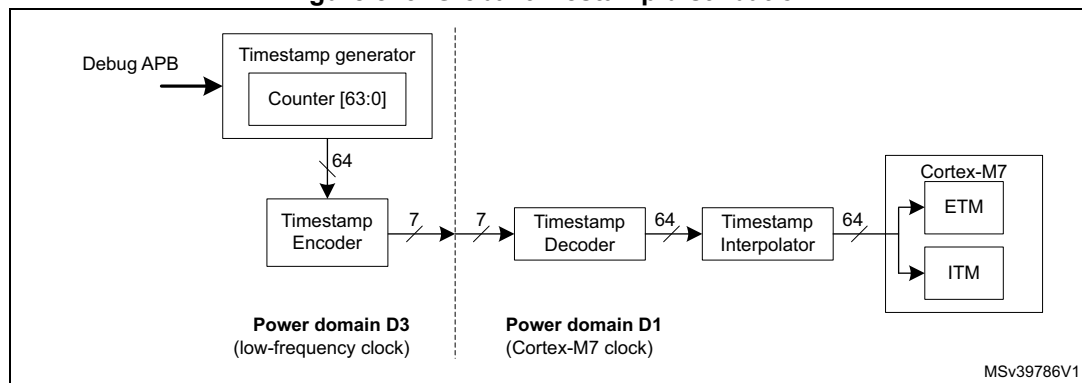 Timestamp generator
Debug APB
Counter [63:0]
64
Timestamp
Encoder
7
7
Timestamp
Decoder
64
Timestamp
Interpolator
64
Cortex-M7
ETM
ITM
Power domain D3
(low-frequency clock)
Power domain D1
(Cortex-M7 clock)
MSv39786V1